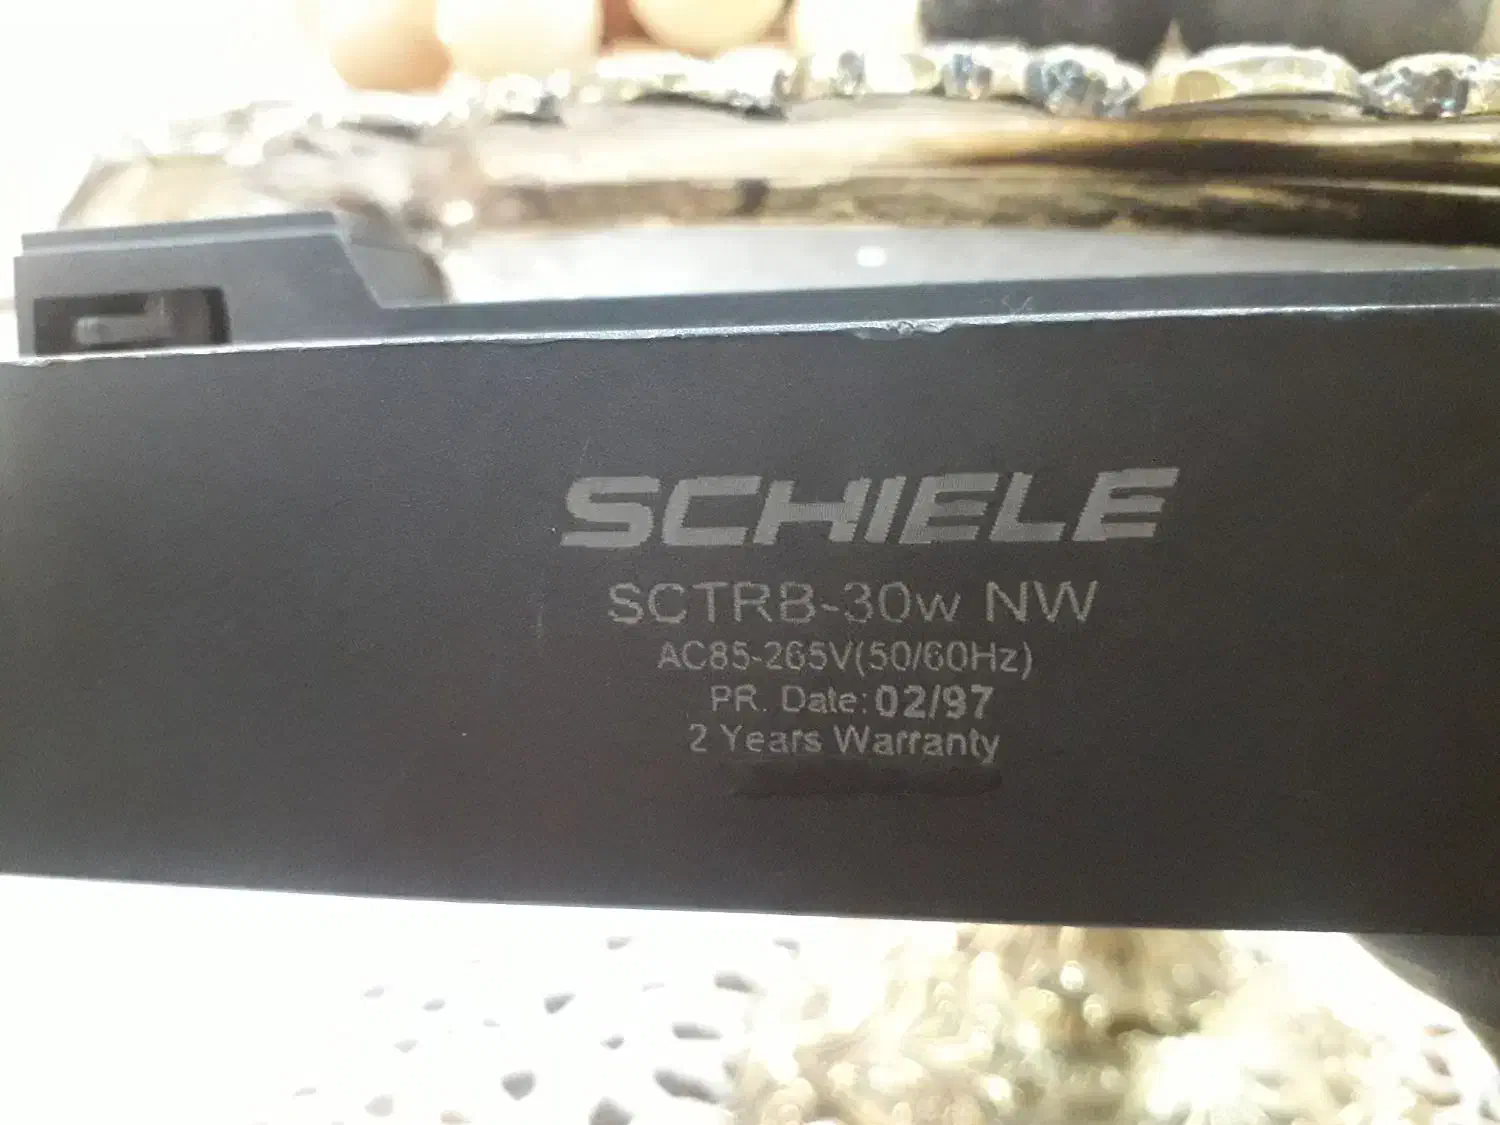 SCHIELE
SCTRB-30w NW
AC85-265V(50/60Hz)
PR. Date: 02/97
2 Years Warranty